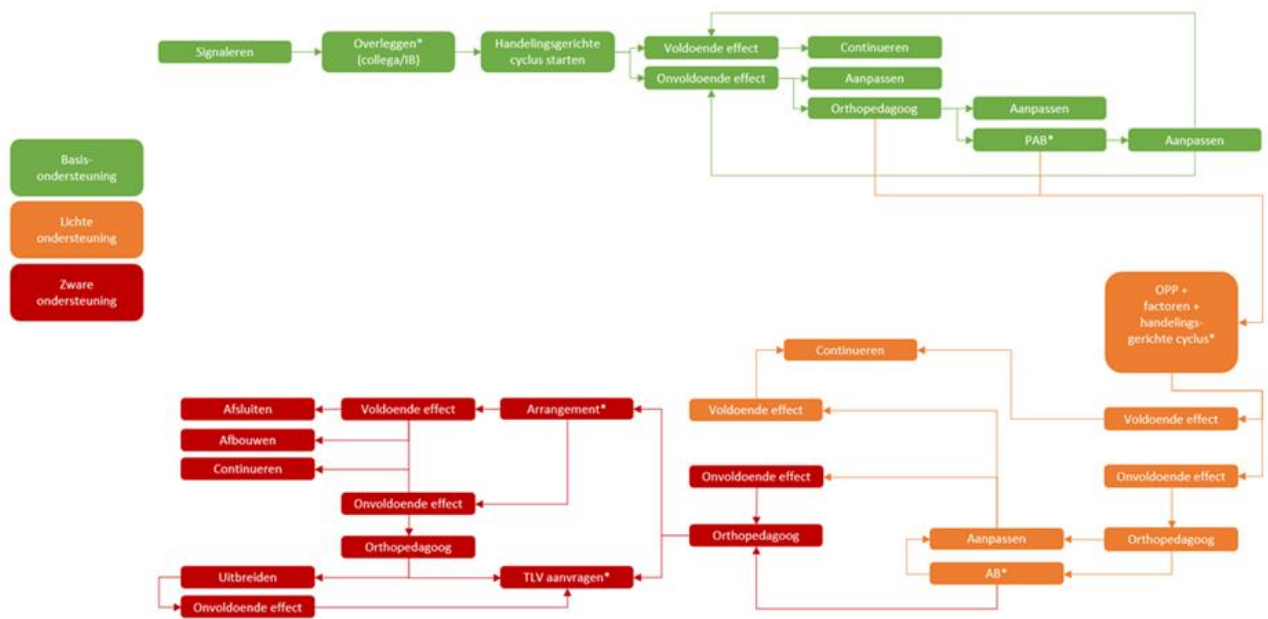 Signaleren
Overleggen*
(collega/IB)
Handelingsgerichte
cyclus starten
Voldoende effect
Continueren
Onvoldoende effect
Aanpassen
Orthopedagoog
Aanpassen
PAB*
Aanpassen
Basis-
ondersteuning
Lichte
ondersteuning
Zware
ondersteuning
OPP +
factoren +
handelings-
gerichte cyclus*
Continueren
Voldoende effect
Voldoende effect
Onvoldoende effect
Onvoldoende effect
Orthopedagoog
Aanpassen
Orthopedagoog
AB*
Afsluiten
Voldoende effect
Arrangement*
Afbouwen
Continueren
Onvoldoende effect
Orthopedagoog
Uitbreiden
TLV aanvragen*
Onvoldoende effect